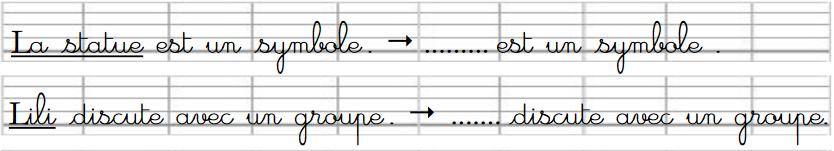 La statue est un symbole. → ......... est un symbole .
Lili discute avec un groupe. → ....... discute avec un groupe.